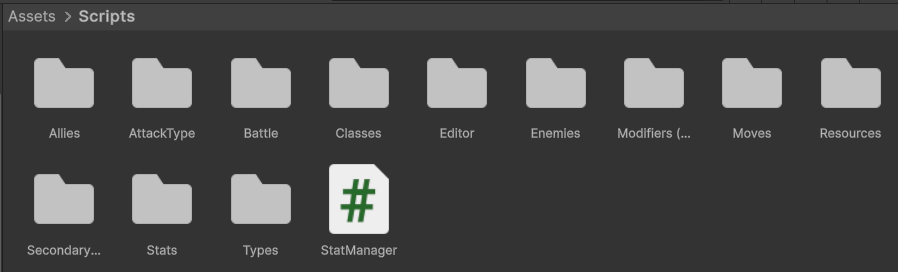 Assets > Scripts
Allies AttackType Battle Classes Editor Enemies Modifiers (... Moves Resources
Secondary... Stats Types StatManager